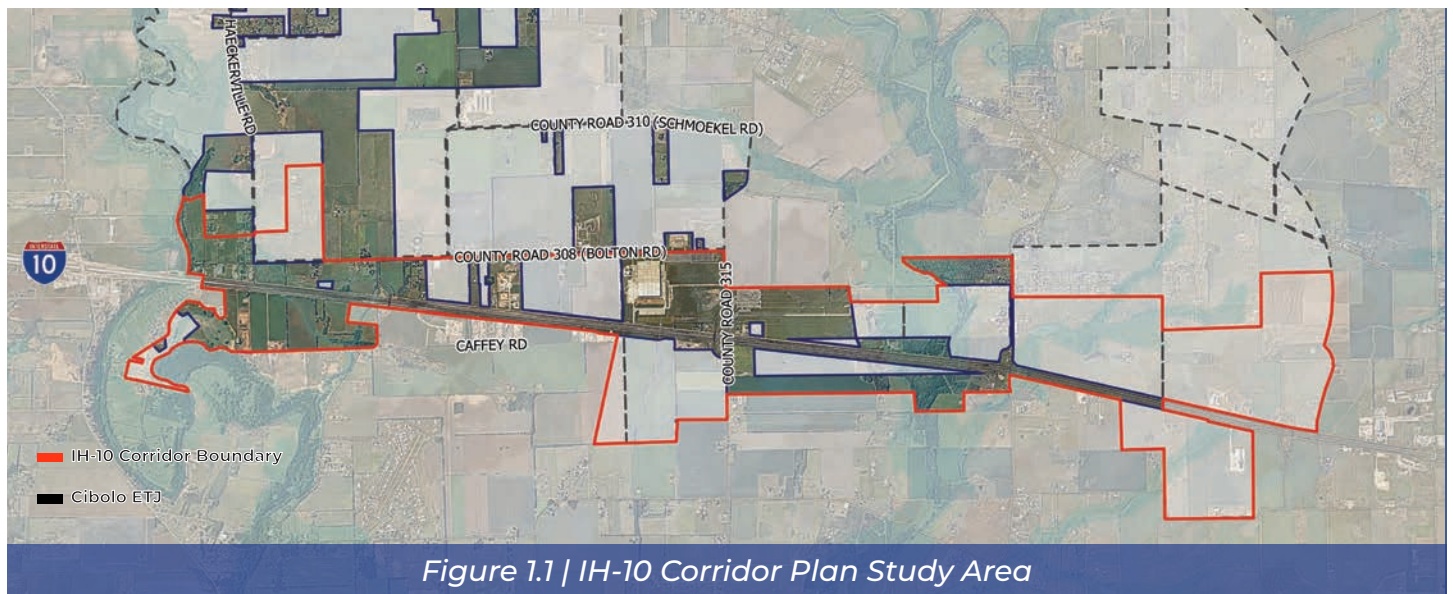 HAECKERVILLE RD
COUNTY ROAD 310 (SCHMOEKEL RD)
COUNTY ROAD 308 (BOLTON RD)
INTERSTATE
10
COUNTY ROAD 315
CAFFEY RD
IH-10 Corridor Boundary
Cibolo ETJ
Figure 1.1 | IH-10 Corridor Plan Study Area